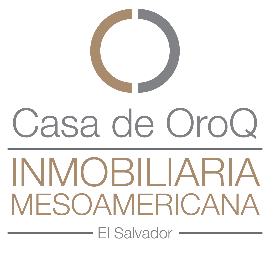 Casa de OroQ
INMOBILIARIA
MESOAMERICANA
El Salvador